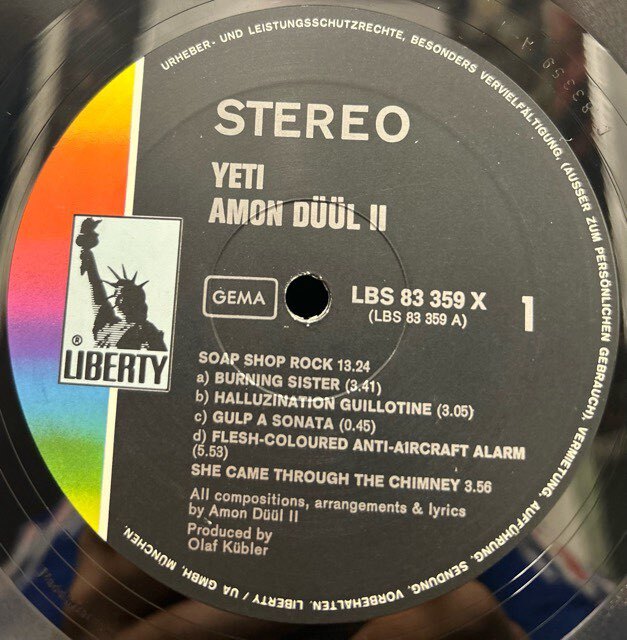 URHEBER- UND LEISTUNGSSCHUTZRECHTE, BESONDERS VERVIELFÄLTIGUNG, (AUSSER ZUM PERSÖNLICHEN GEBRAUCH), VERMIETUNG, AUFFÜHRUNG, SENDUNG, VORBEHALTEN. LIBERTY / UA GMBH, MÜNCHEN.
STEREO
YETI
AMON DÜÜL II
GEMA
LBS 83 359 X
(LBS 83 359 A)
1
® LIBERTY
SOAP SHOP ROCK 13.24
a) BURNING SISTER (3.41)
b) HALLUZINATION GUILLOTINE (3.05)
c) GULP A SONATA (0.45)
d) FLESH-COLOURED ANTI-AIRCRAFT ALARM
(5.53)
SHE CAME THROUGH THE CHIMNEY 3.56
All compositions, arrangements & lyrics
by Amon Düül II
Produced by
Olaf Kübler